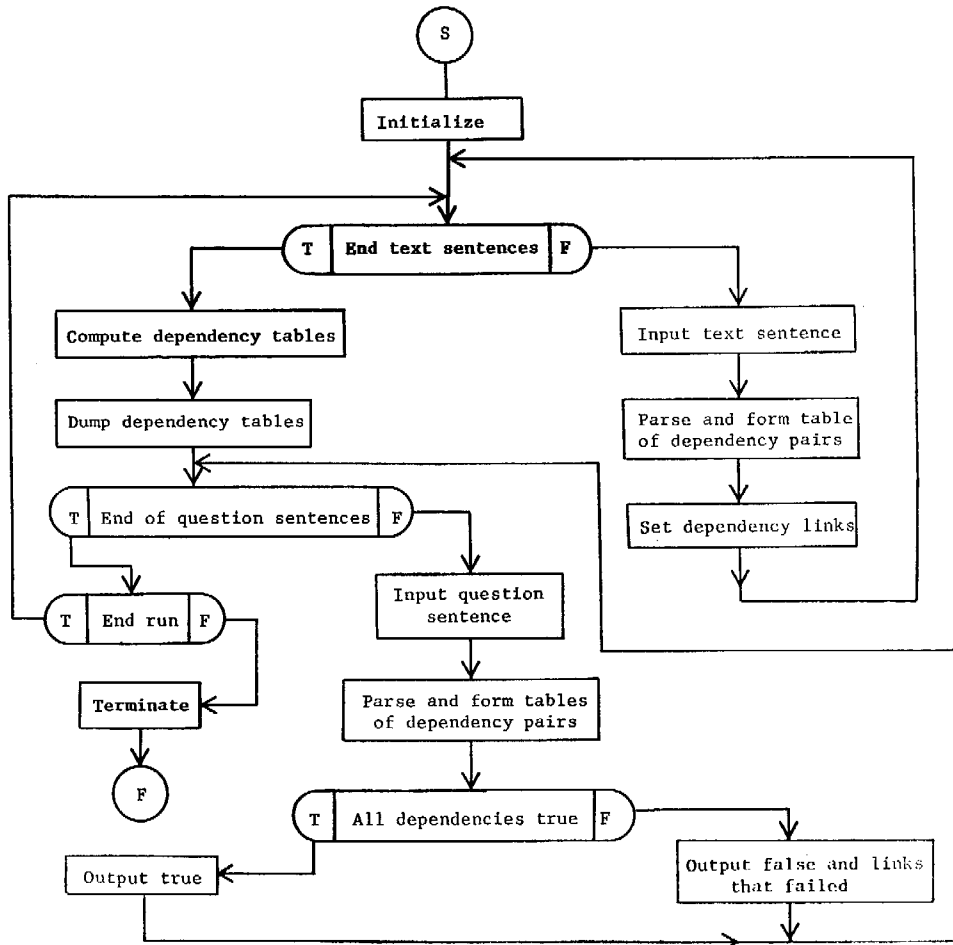 S
Initialize
T End text sentences F
Compute dependency tables
Input text sentence
Dump dependency tables
Parse and form table
of dependency pairs
T End of question sentences F
Set dependency links
Input question
sentence
T End run F
Parse and form tables
of dependency pairs
Terminate
F
T All dependencies true F
Output true
Output false and links
that failed